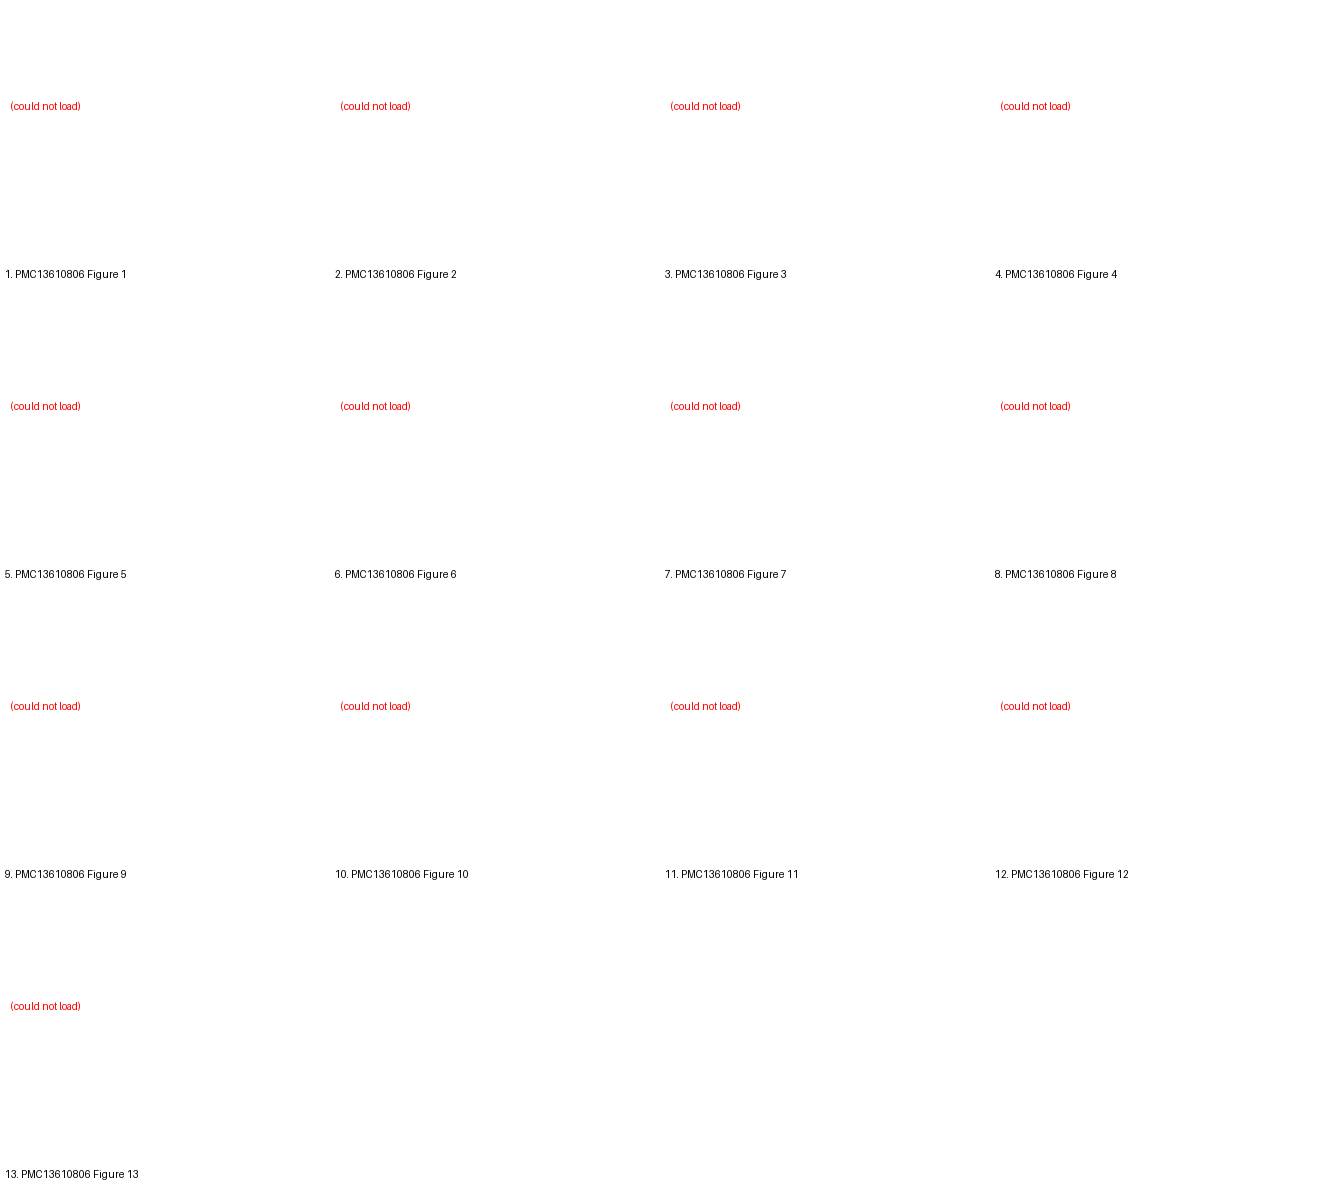 (could not load)
(could not load)
(could not load)
(could not load)
1. PMC13610806 Figure 1
2. PMC13610806 Figure 2
3. PMC13610806 Figure 3
4. PMC13610806 Figure 4
(could not load)
(could not load)
(could not load)
(could not load)
5. PMC13610806 Figure 5
6. PMC13610806 Figure 6
7. PMC13610806 Figure 7
8. PMC13610806 Figure 8
(could not load)
(could not load)
(could not load)
(could not load)
9. PMC13610806 Figure 9
10. PMC13610806 Figure 10
11. PMC13610806 Figure 11
12. PMC13610806 Figure 12
(could not load)
13. PMC13610806 Figure 13